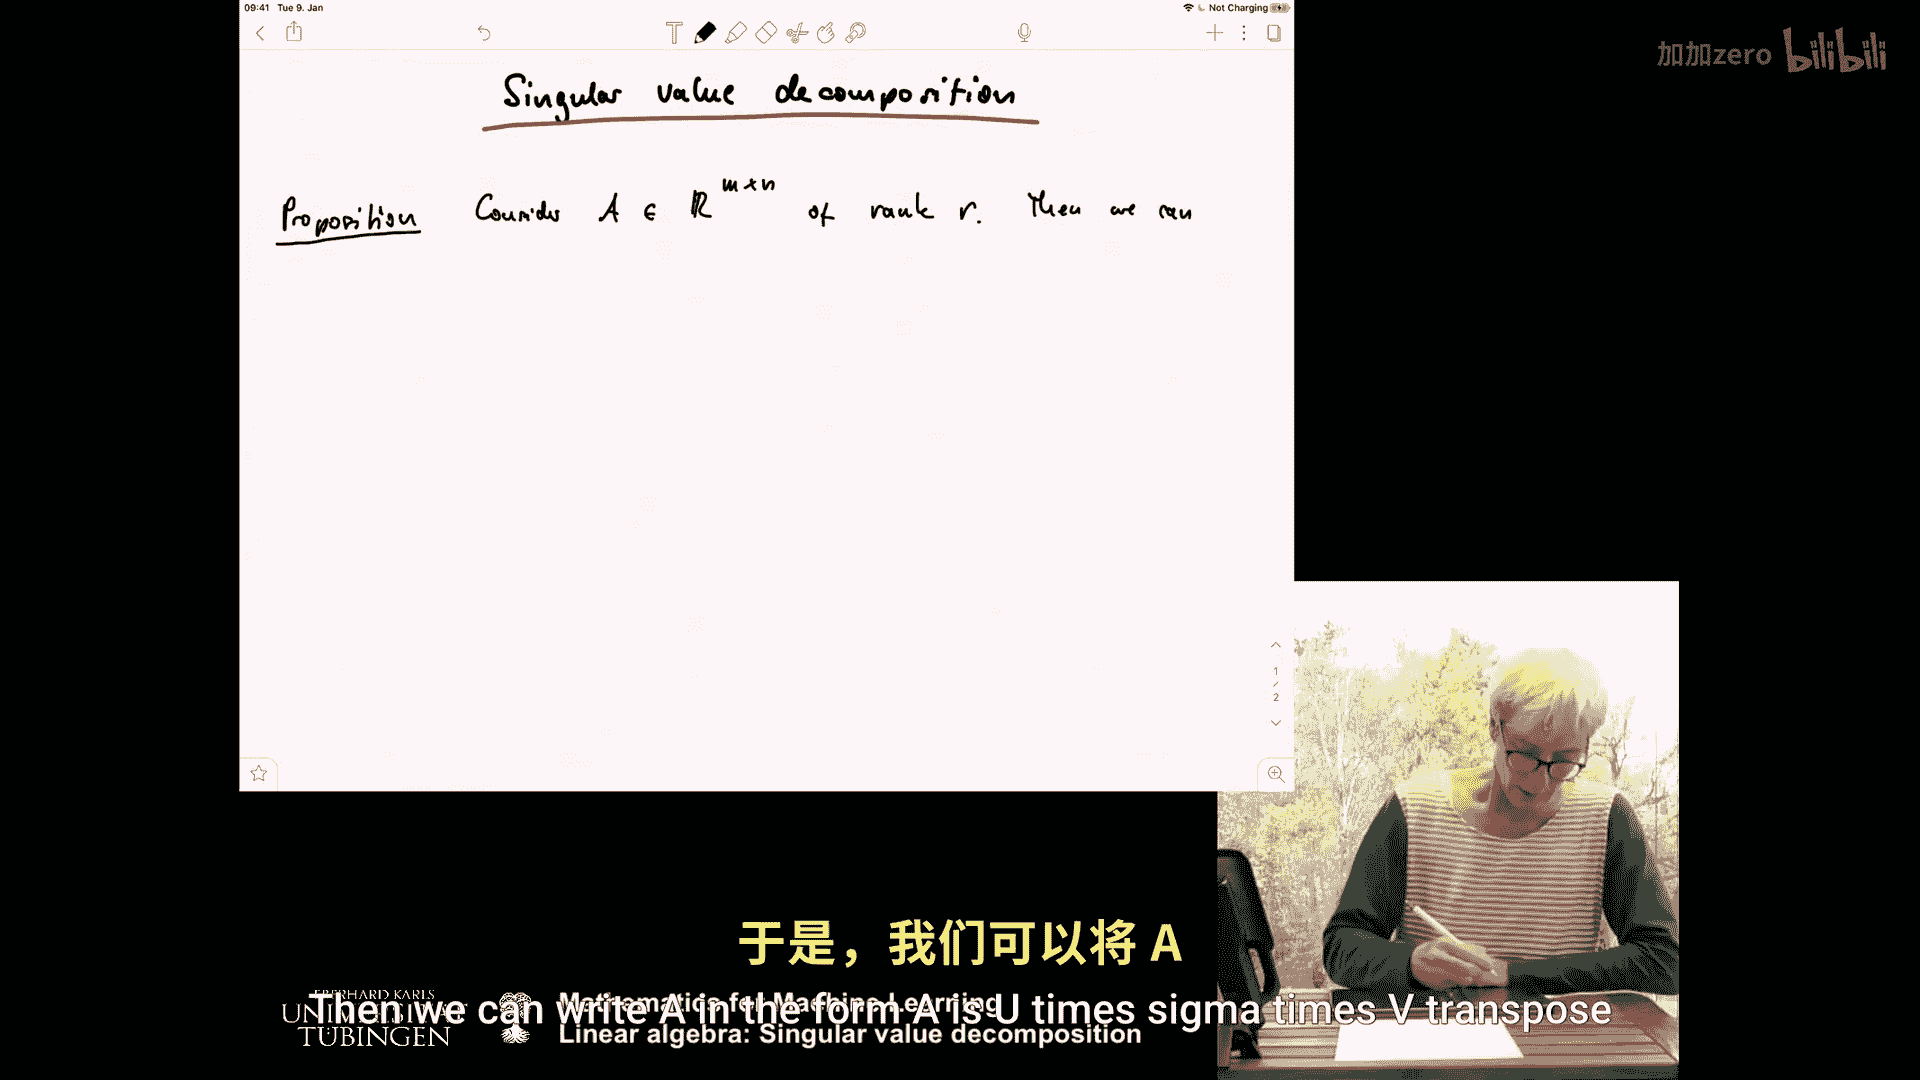 09:41 Tue 9. Jan
Not Charging
加加zero bilibili
Singular value decomposition
Proposition Consider A ∈ ℝ^{m×n} of rank r. Then we can
1
2
于是，我们可以将 A
Then we can write A in the form A is U times sigma times V transpose
EBERHARD KARLS
UNIVERSITÄT
TÜBINGEN
Mathematics for Machine Learning
Linear algebra: Singular value decomposition